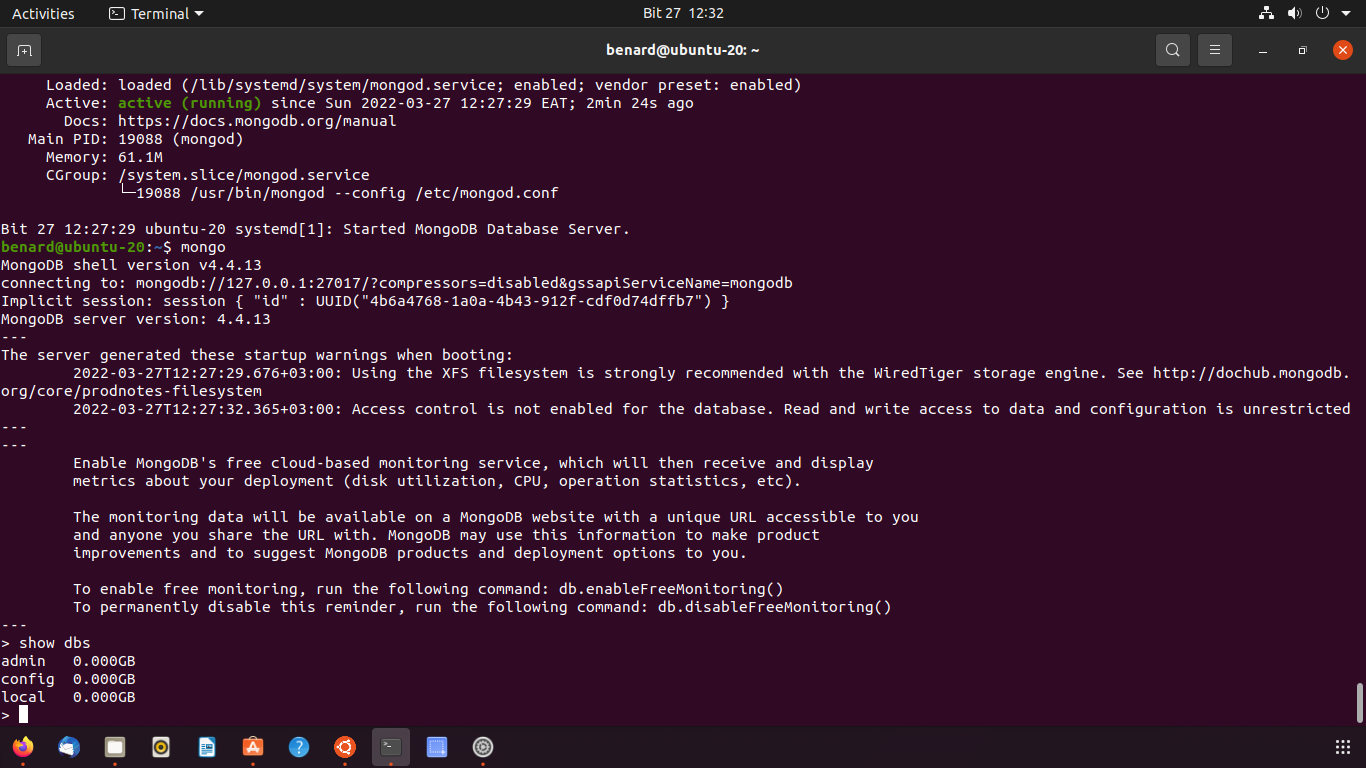 Activities Terminal Bit 27 12:32
benard@ubuntu-20: ~
Loaded: loaded (/lib/systemd/system/mongod.service; enabled; vendor preset: enabled)
Active: active (running) since Sun 2022-03-27 12:27:29 EAT; 2min 24s ago
Docs: https://docs.mongodb.org/manual
Main PID: 19088 (mongod)
Memory: 61.1M
CGroup: /system.slice/mongod.service
└─19088 /usr/bin/mongod --config /etc/mongod.conf
Bit 27 12:27:29 ubuntu-20 systemd[1]: Started MongoDB Database Server.
benard@ubuntu-20:~$ mongo
MongoDB shell version v4.4.13
connecting to: mongodb://127.0.0.1:27017/?compressors=disabled&gssapiServiceName=mongodb
Implicit session: session { "id" : UUID("4b6a4768-1a0a-4b43-912f-cdf0d74dffb7") }
MongoDB server version: 4.4.13
---
The server generated these startup warnings when booting:
2022-03-27T12:27:29.676+03:00: Using the XFS filesystem is strongly recommended with the WiredTiger storage engine. See http://dochub.mongodb.
org/core/prodnotes-filesystem
2022-03-27T12:27:32.365+03:00: Access control is not enabled for the database. Read and write access to data and configuration is unrestricted
---
---
Enable MongoDB's free cloud-based monitoring service, which will then receive and display
metrics about your deployment (disk utilization, CPU, operation statistics, etc).
The monitoring data will be available on a MongoDB website with a unique URL accessible to you
and anyone you share the URL with. MongoDB may use this information to make product
improvements and to suggest MongoDB products and deployment options to you.
To enable free monitoring, run the following command: db.enableFreeMonitoring()
To permanently disable this reminder, run the following command: db.disableFreeMonitoring()
---
> show dbs
admin 0.000GB
config 0.000GB
local 0.000GB
>